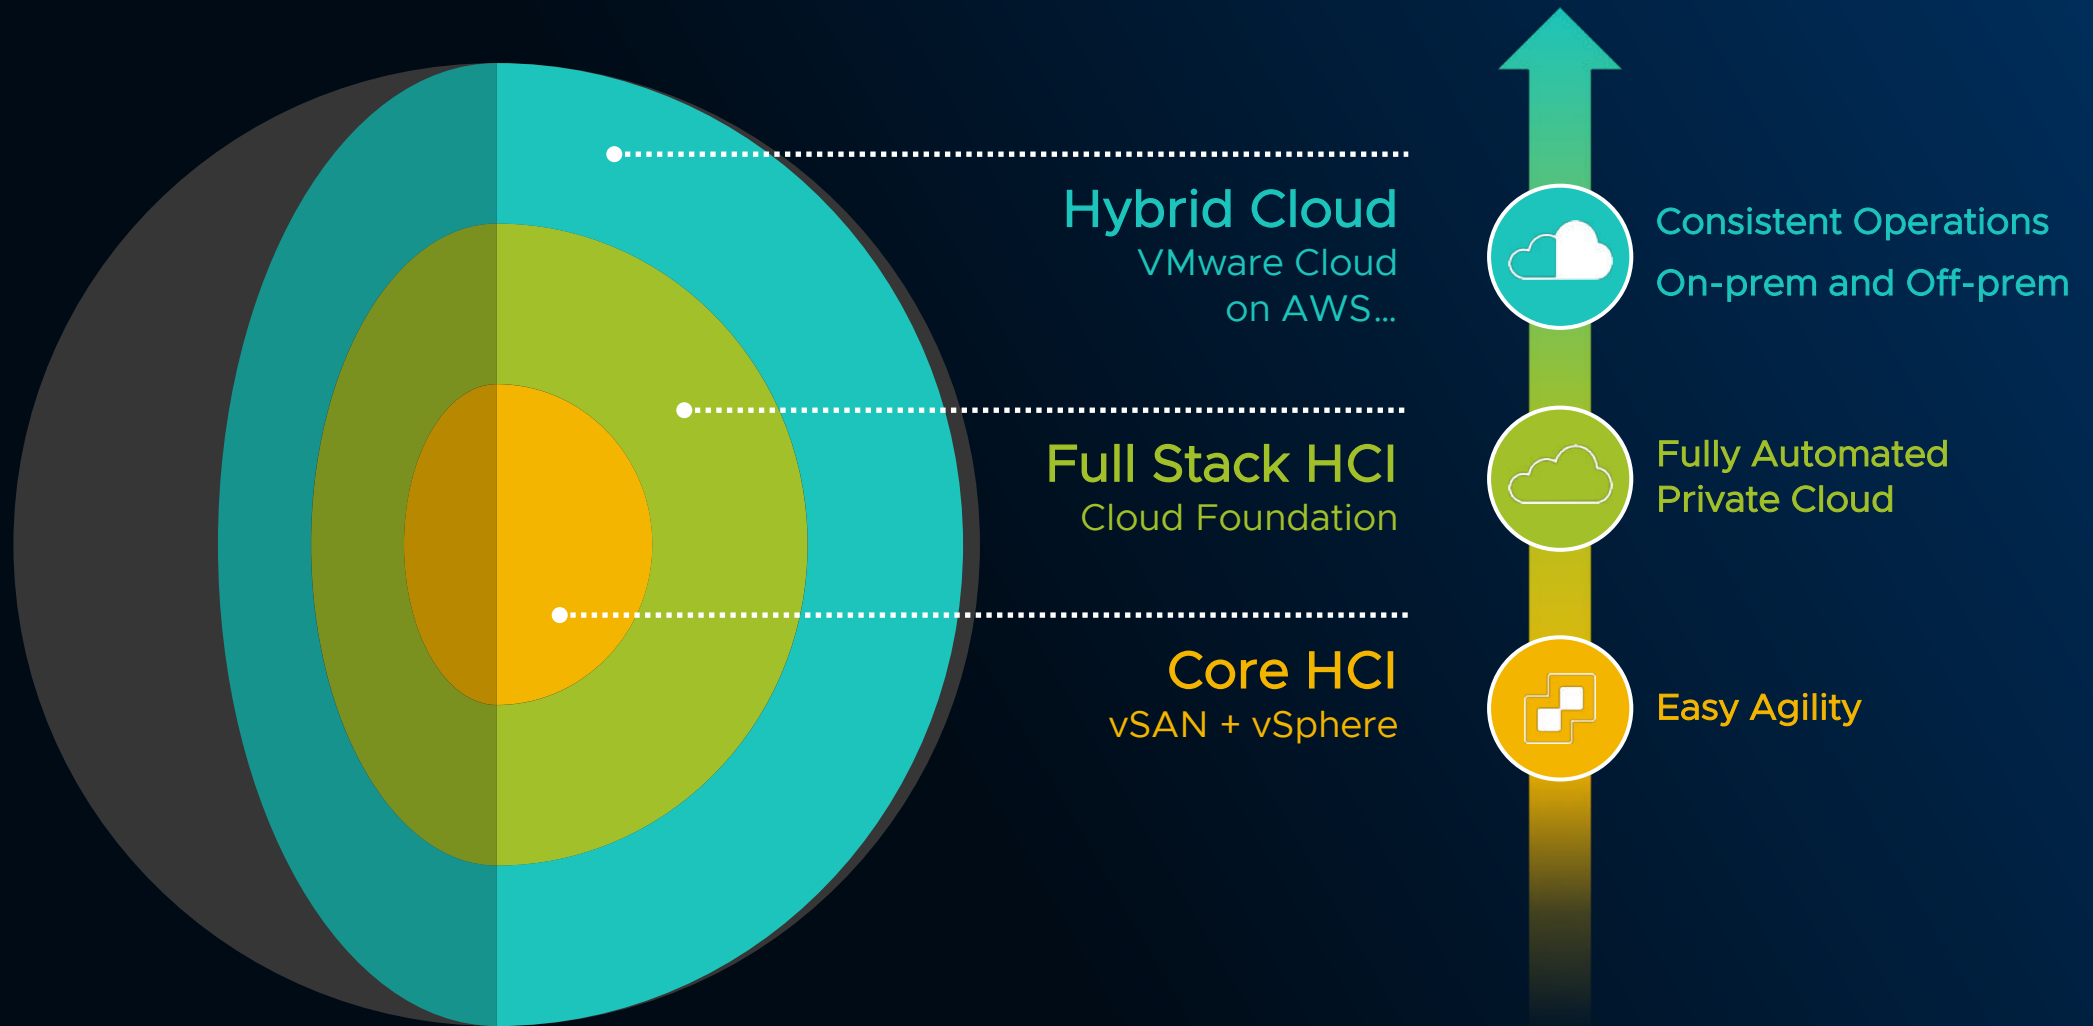 Hybrid Cloud
VMware Cloud
on AWS...
Consistent Operations
On-prem and Off-prem
Full Stack HCI
Cloud Foundation
Fully Automated
Private Cloud
Core HCI
vSAN + vSphere
Easy Agility